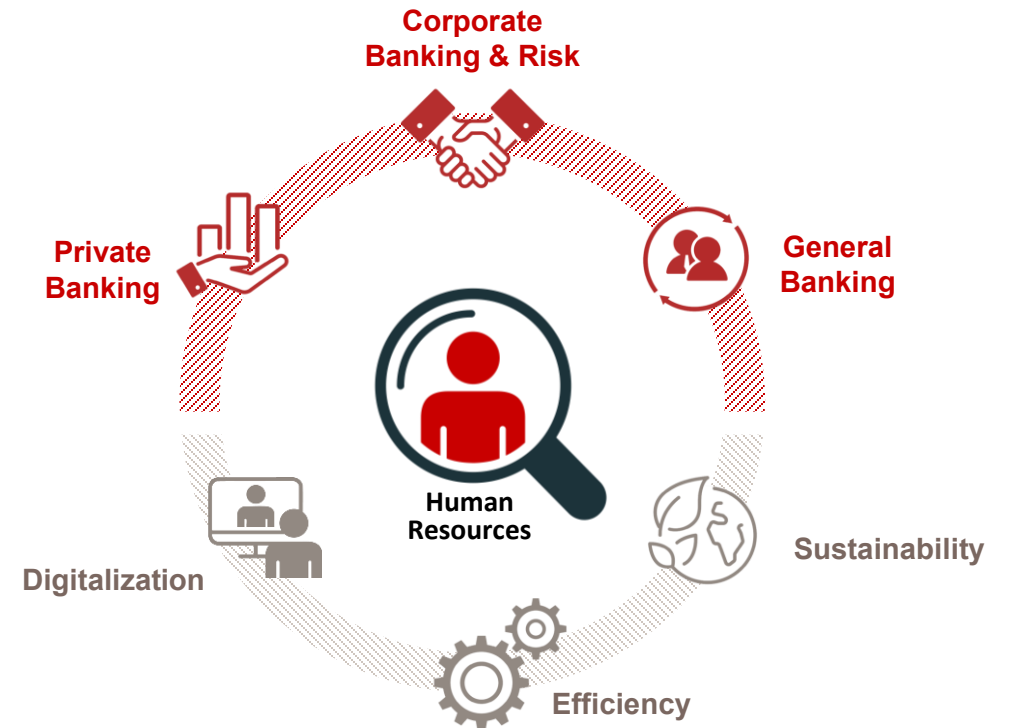 Corporate
Banking & Risk
Private
Banking
General
Banking
Human
Resources
Digitalization
Sustainability
Efficiency